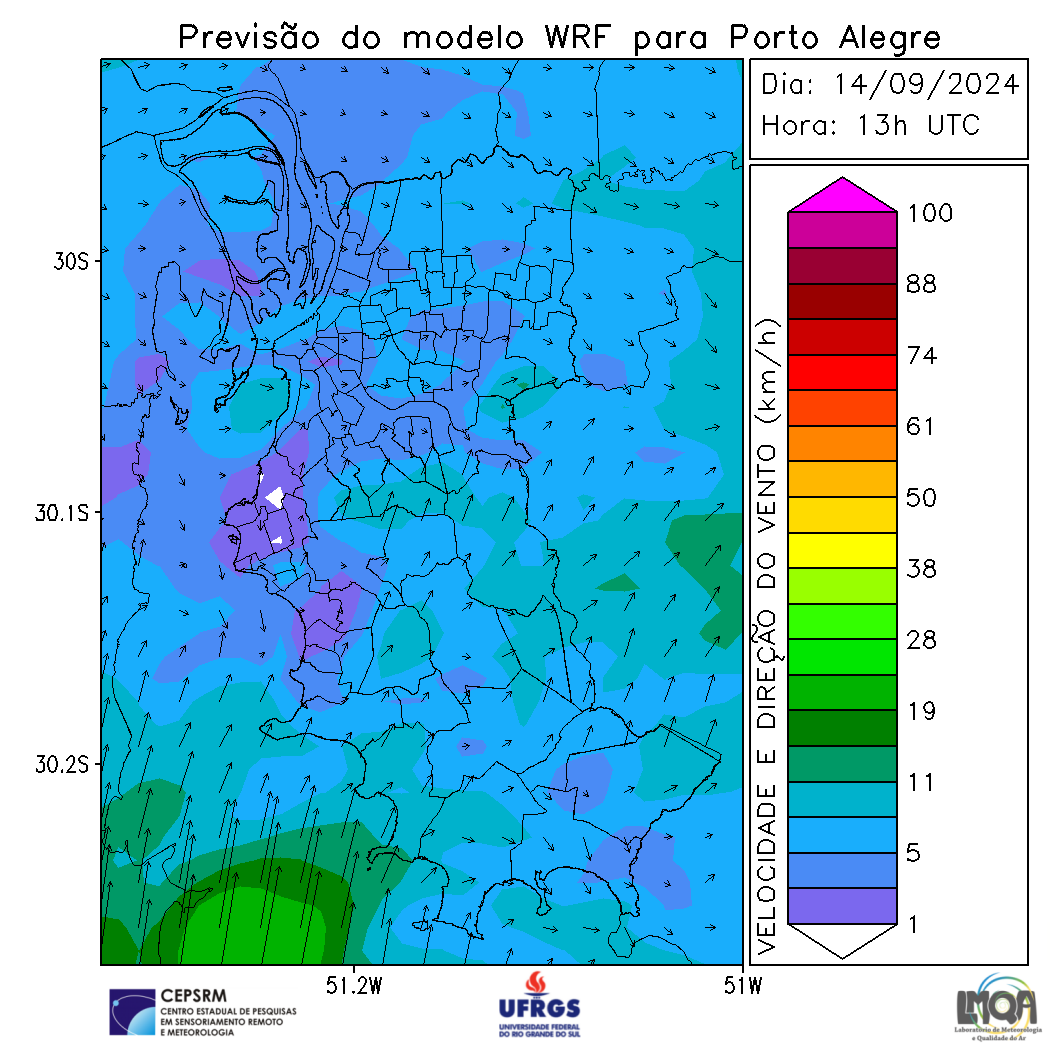 Previsão do modelo WRF para Porto Alegre
Dia: 14/09/2024
Hora: 13h UTC
30S
30.1S
30.2S
51.2W
51W
VELOCIDADE E DIREÇÃO DO VENTO (km/h)
100
88
74
61
50
38
28
19
11
5
1
CEPSRM
CENTRO ESTADUAL DE PESQUISAS
EM SENSORIAMENTO REMOTO
E METEOROLOGIA
UFRGS
UNIVERSIDADE FEDERAL
DO RIO GRANDE DO SUL
LMQA
Laboratório de Meteorologia
e Qualidade do Ar